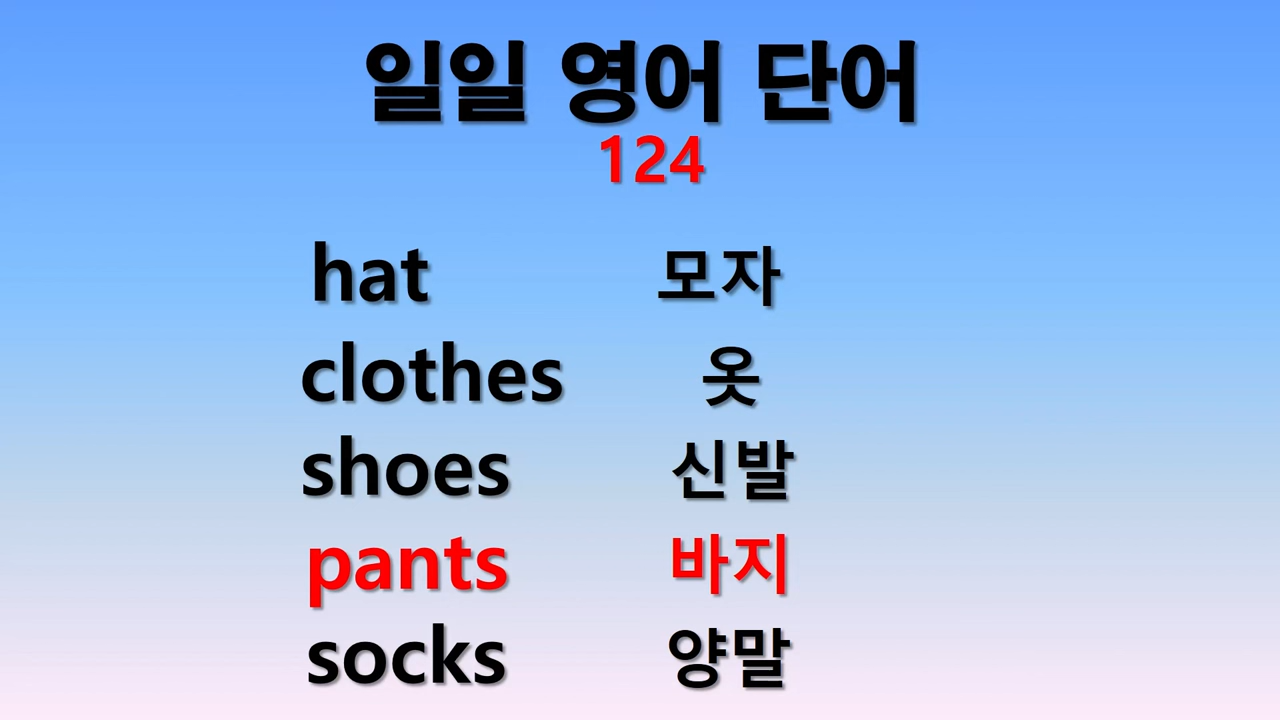 일일 영어 단어
124
hat 모자
clothes 옷
shoes 신발
pants 바지
socks 양말